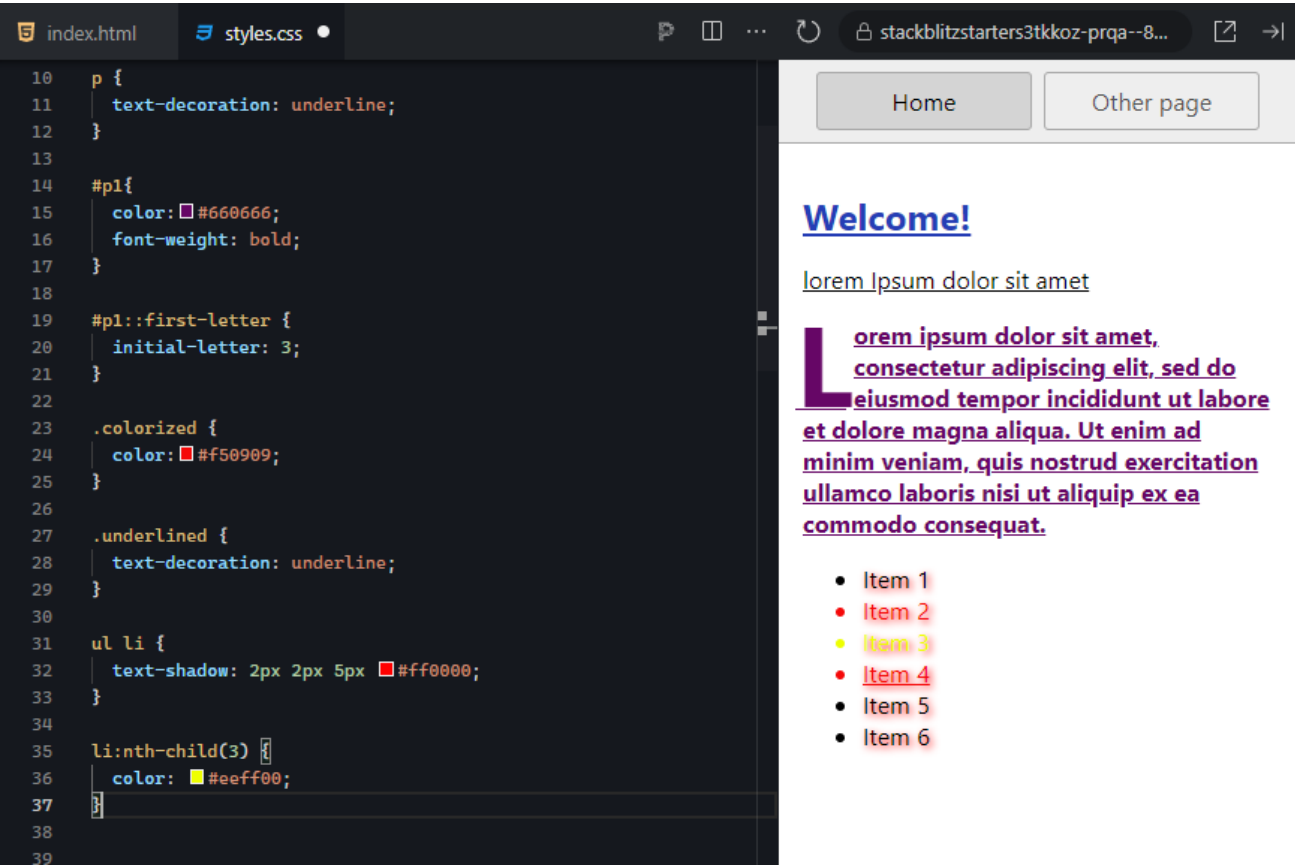 index.html
styles.css
stackblitzstarters3tkkoz-prqa--8...
10 p {
11 text-decoration: underline;
12 }
13
14 #p1{
15 color: #660666;
16 font-weight: bold;
17 }
18
19 #p1::first-letter {
20 initial-letter: 3;
21 }
22
23 .colorized {
24 color: #f50909;
25 }
26
27 .underlined {
28 text-decoration: underline;
29 }
30
31 ul li {
32 text-shadow: 2px 2px 5px #ff0000;
33 }
34
35 li:nth-child(3) {
36 color: #eeff00;
37 }
38
39
Home
Other page
Welcome!
lorem Ipsum dolor sit amet
Lorem ipsum dolor sit amet,
consectetur adipiscing elit, sed do
eiusmod tempor incididunt ut labore
et dolore magna aliqua. Ut enim ad
minim veniam, quis nostrud exercitation
ullamco laboris nisi ut aliquip ex ea
commodo consequat.
Item 1
Item 2
Item 3
Item 4
Item 5
Item 6